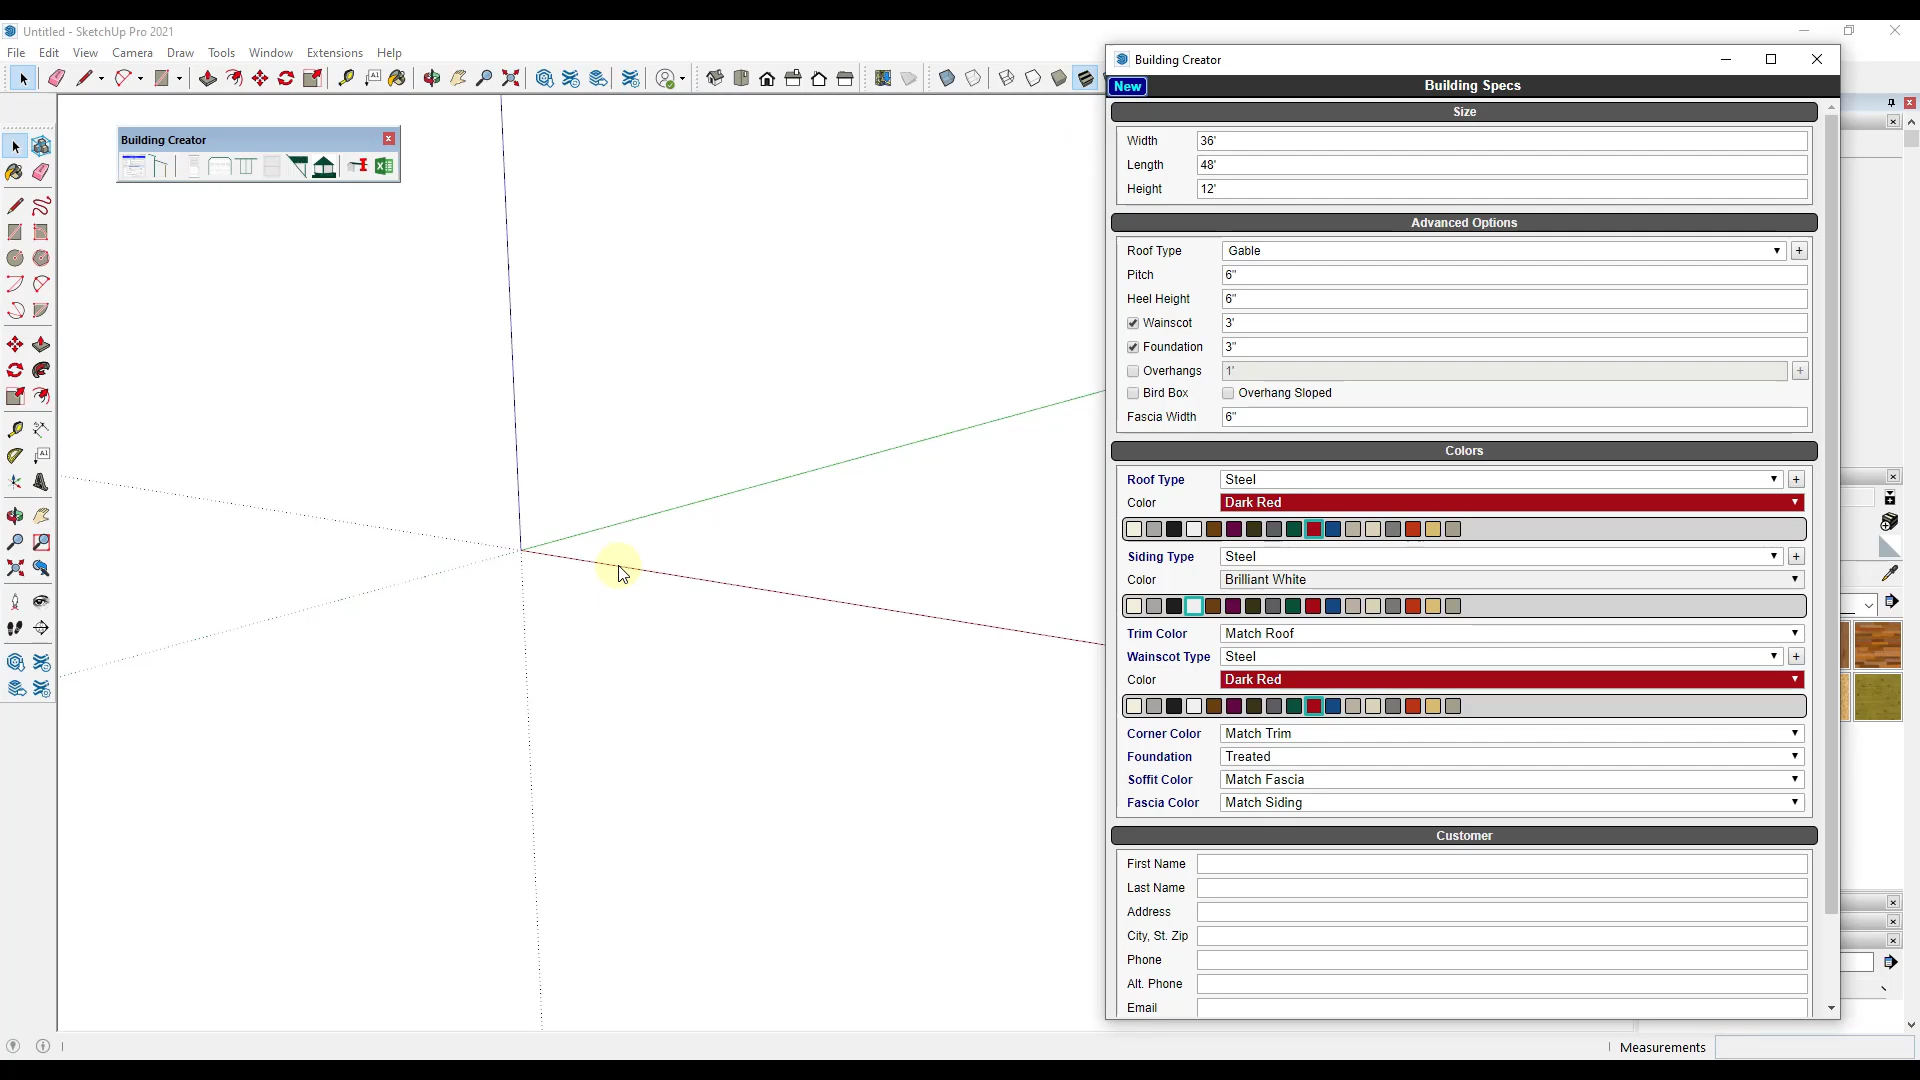 Untitled - SketchUp Pro 2021
File Edit View Camera Draw Tools Window Extensions Help
Building Creator
Building Creator
New
Building Specs
Size
Width 36'
Length 48'
Height 12'
Advanced Options
Roof Type Gable +
Pitch 6"
Heel Height 6"
Wainscot 3'
Foundation 3"
Overhangs 1' +
Bird Box Overhang Sloped
Fascia Width 6"
Colors
Roof Type Steel +
Color Dark Red
Siding Type Steel +
Color Brilliant White
Trim Color Match Roof
Wainscot Type Steel +
Color Dark Red
Corner Color Match Trim
Foundation Treated
Soffit Color Match Fascia
Fascia Color Match Siding
Customer
First Name
Last Name
Address
City, St. Zip
Phone
Alt. Phone
Email
Measurements